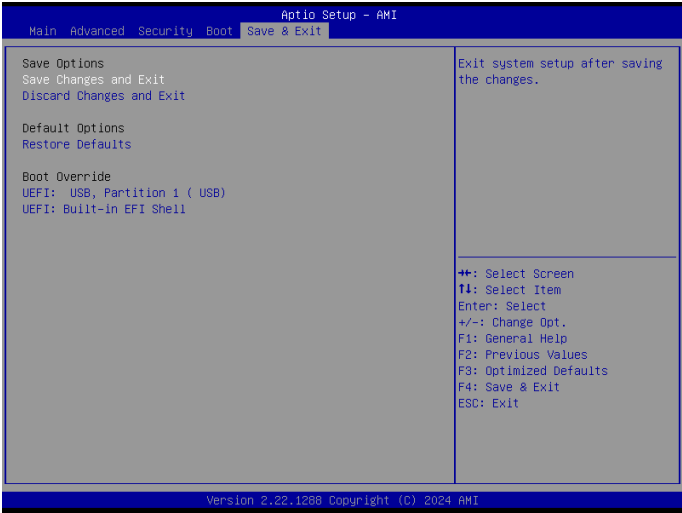 Aptio Setup - AMI
Main Advanced Security Boot Save & Exit
Save Options
Save Changes and Exit
Discard Changes and Exit
Default Options
Restore Defaults
Boot Override
UEFI: USB, Partition 1 ( USB)
UEFI: Built-in EFI Shell
Exit system setup after saving
the changes.
→←: Select Screen
↑↓: Select Item
Enter: Select
+/-: Change Opt.
F1: General Help
F2: Previous Values
F3: Optimized Defaults
F4: Save & Exit
ESC: Exit
Version 2.22.1288 Copyright (C) 2024 AMI